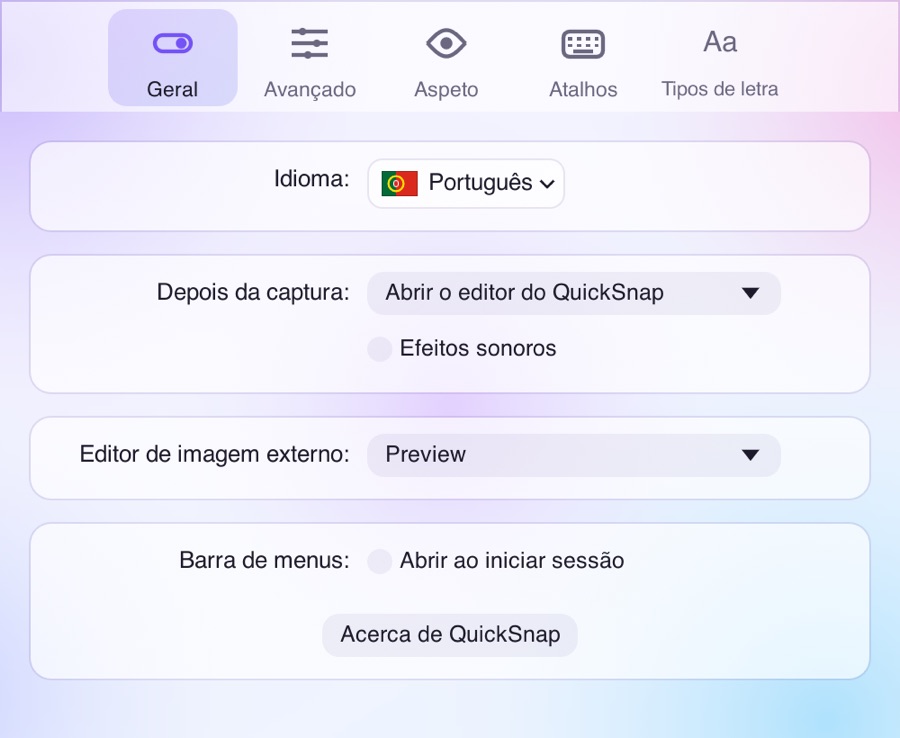 Aa
Geral
Avançado
Aspeto
Atalhos
Tipos de letra
Idioma:
Português
Depois da captura:
Abrir o editor do QuickSnap
Efeitos sonoros
Editor de imagem externo:
Preview
Barra de menus:
Abrir ao iniciar sessão
Acerca de QuickSnap